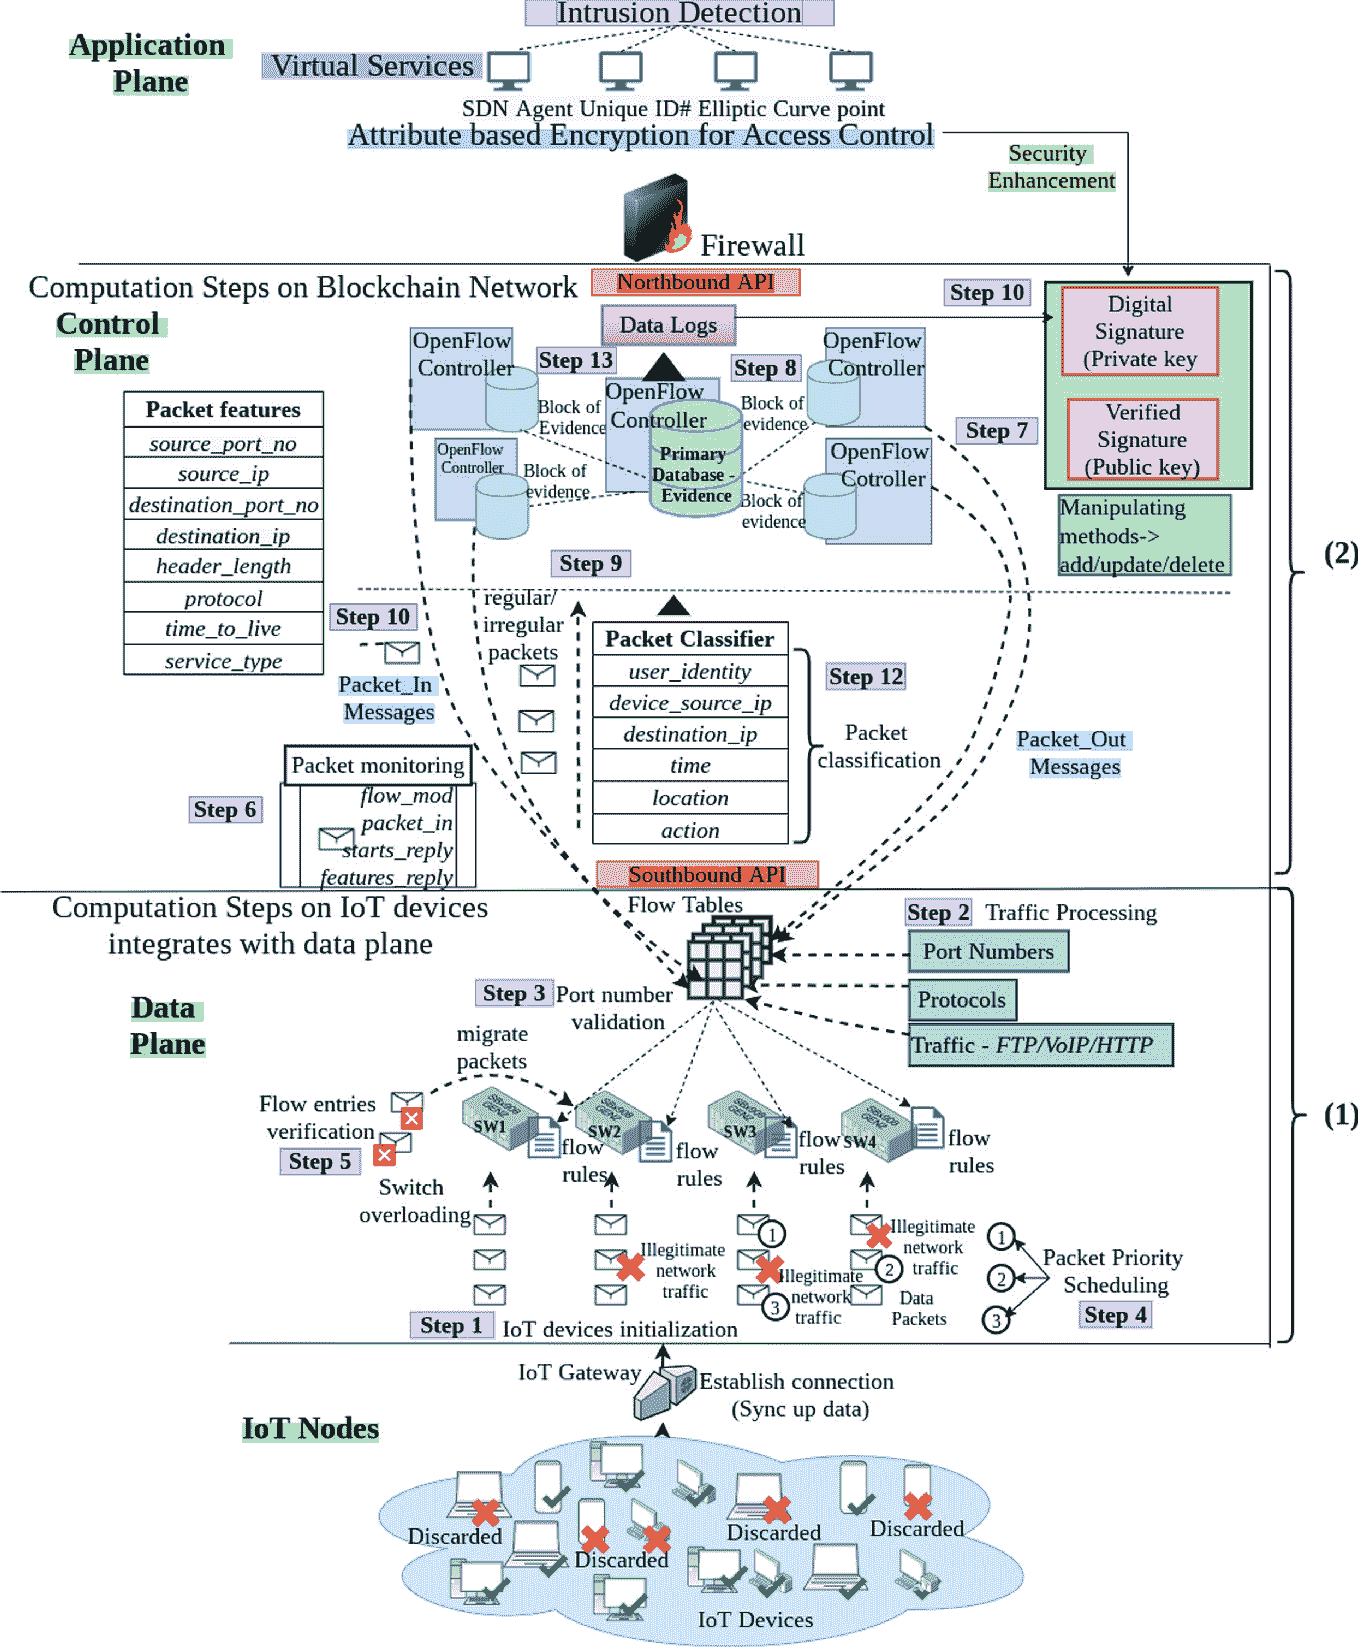 Intrusion Detection
Application
Plane
Virtual Services
SDN Agent Unique ID# Elliptic Curve point
Attribute based Encryption for Access Control
Security
Enhancement
Firewall
Computation Steps on Blockchain Network
Northbound API
Step 10
Control
Plane
Data Logs
Digital
Signature
(Private key
Verified
Signature
(Public key)
Manipulating
methods->
add/update/delete
OpenFlow
Controller
Step 13
Step 8
OpenFlow
Controller
OpenFlow
Controller
Block of
Evidence
Block of
evidence
Step 7
OpenFlow
Controller
Block of
evidence
Primary
Database -
Evidence
Block of
evidence
OpenFlow
Cotroller
Packet features
source_port_no
source_ip
destination_port_no
destination_ip
header_length
protocol
time_to_live
service_type
(2)
Step 9
Step 10
Packet_In
Messages
regular/
irregular
packets
Packet Classifier
user_identity
device_source_ip
destination_ip
time
location
action
Step 12
Packet
classification
Packet_Out
Messages
Packet monitoring
Step 6
flow_mod
packet_in
starts_reply
features_reply
Southbound API
Computation Steps on IoT devices
integrates with data plane
Flow Tables
Step 2 Traffic Processing
Port Numbers
Protocols
Traffic - FTP/VoIP/HTTP
Data
Plane
Step 3 Port number
validation
migrate
packets
Flow entries
verification
Step 5
Switch
overloading
SW1
flow
rules
SW2
flow
rules
SW3
flow
rules
SW4
flow
rules
(1)
Illegitimate
network
traffic
1
Illegitimate
network
traffic
3
Illegitimate
network
traffic
2
Data
Packets
1
2
3
Packet Priority
Scheduling
Step 4
Step 1 IoT devices initialization
IoT Gateway
Establish connection
(Sync up data)
IoT Nodes
Discarded
Discarded
Discarded
Discarded
IoT Devices